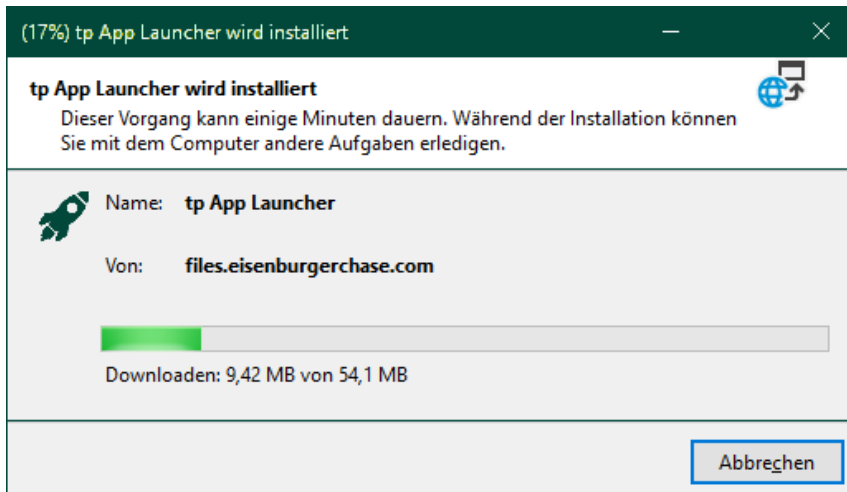 (17%) tp App Launcher wird installiert
tp App Launcher wird installiert
Dieser Vorgang kann einige Minuten dauern. Während der Installation können
Sie mit dem Computer andere Aufgaben erledigen.
Name: tp App Launcher
Von: files.eisenburgerchase.com
Downloaden: 9,42 MB von 54,1 MB
Abbrechen